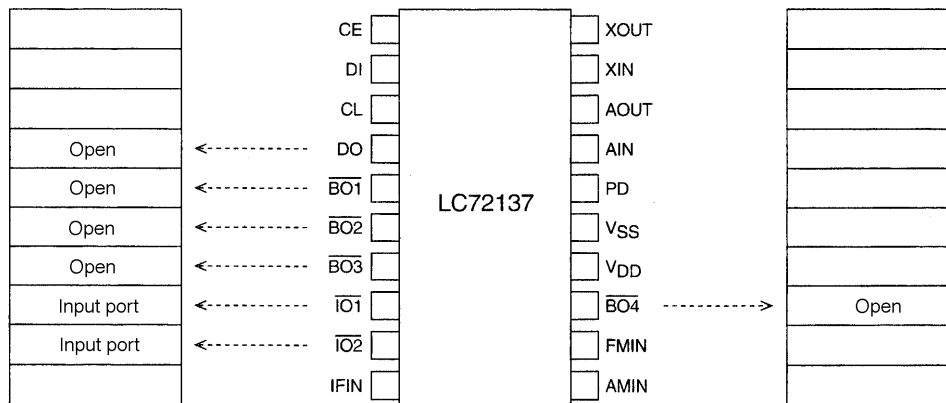 CE XOUT
DI XIN
CL AOUT
Open DO AIN
Open BO1 PD
LC72137
Open BO2 VSS
Open BO3 VDD
Input port IO1 BO4 Open
Input port IO2 FMIN
IFIN AMIN